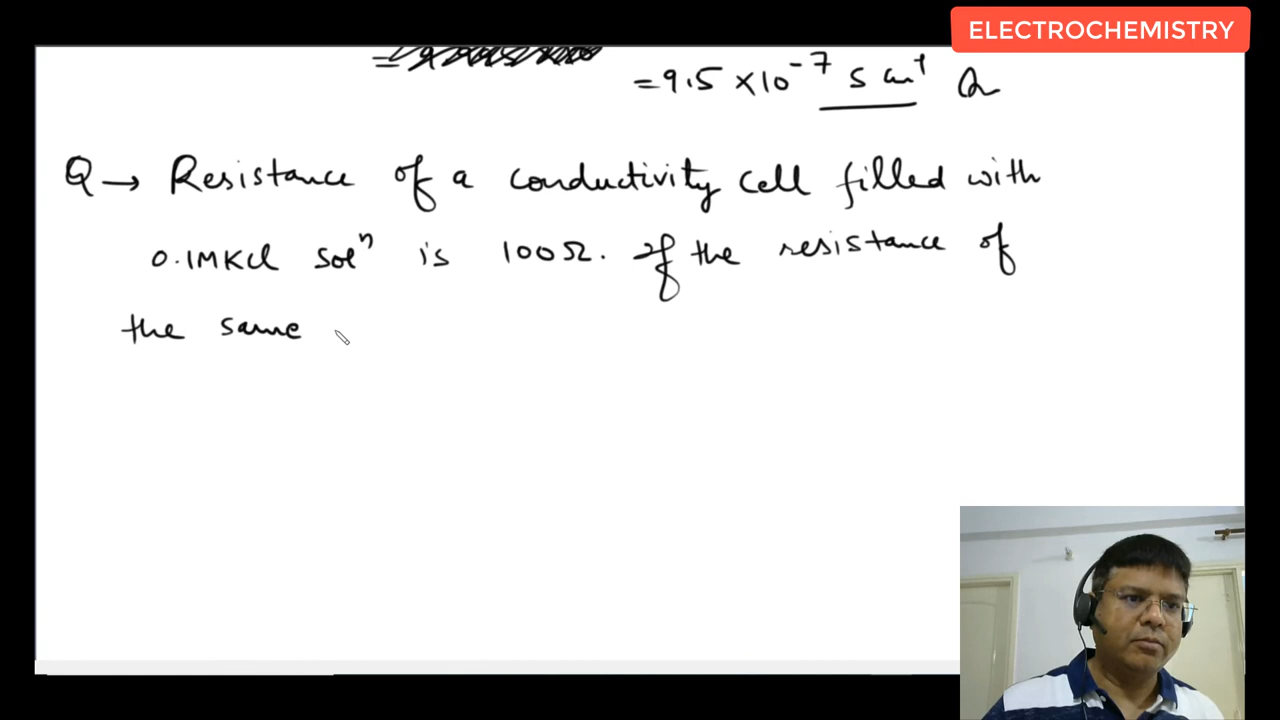 ELECTROCHEMISTRY
= 9.5 × 10⁻⁷ S cm⁻¹
Q → Resistance of a conductivity cell filled with
0.1M KCl solⁿ is 100Ω. If the resistance of
the same